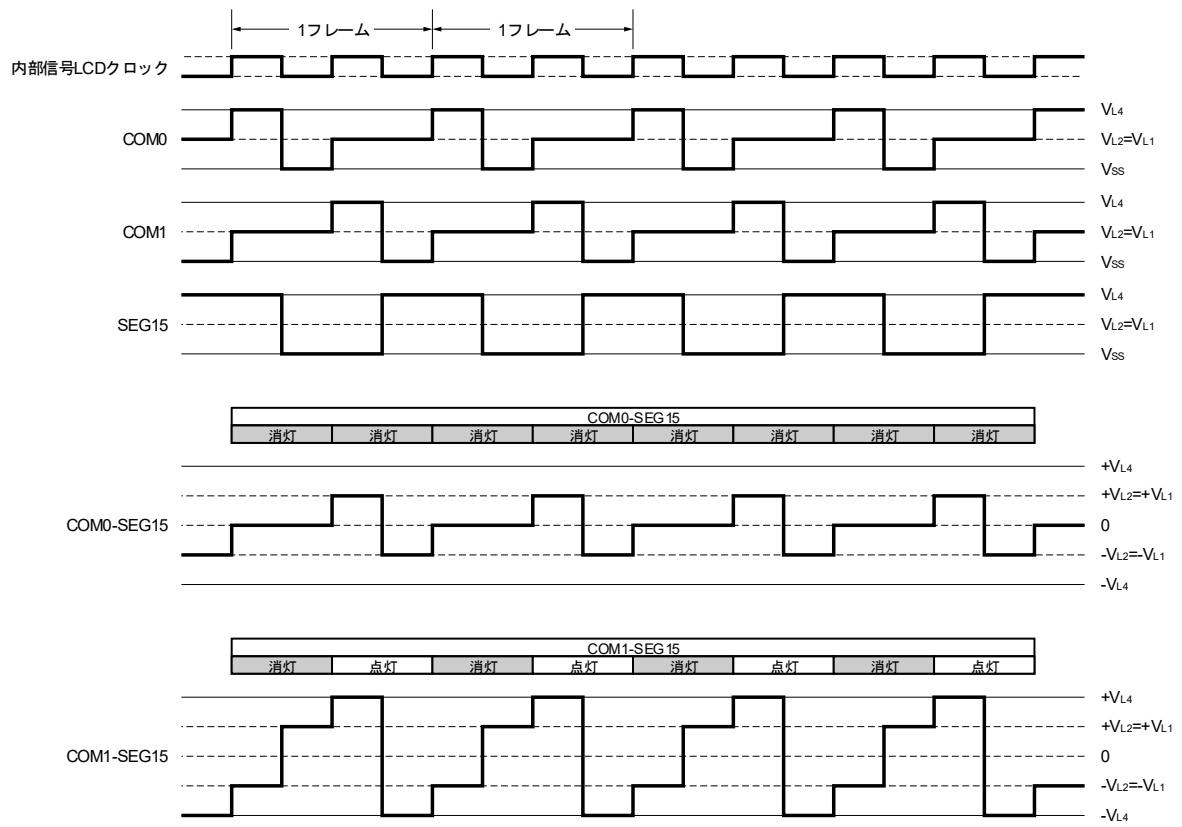 1フレーム 1フレーム
内部信号LCDクロック
VL4
COM0 VL2=VL1
VSS
VL4
COM1 VL2=VL1
VSS
VL4
SEG15 VL2=VL1
VSS
COM0-SEG15
消灯 消灯 消灯 消灯 消灯 消灯 消灯 消灯
+VL4
+VL2=+VL1
COM0-SEG15 0
-VL2=-VL1
-VL4
COM1-SEG15
消灯 点灯 消灯 点灯 消灯 点灯 消灯 点灯
+VL4
+VL2=+VL1
COM1-SEG15 0
-VL2=-VL1
-VL4